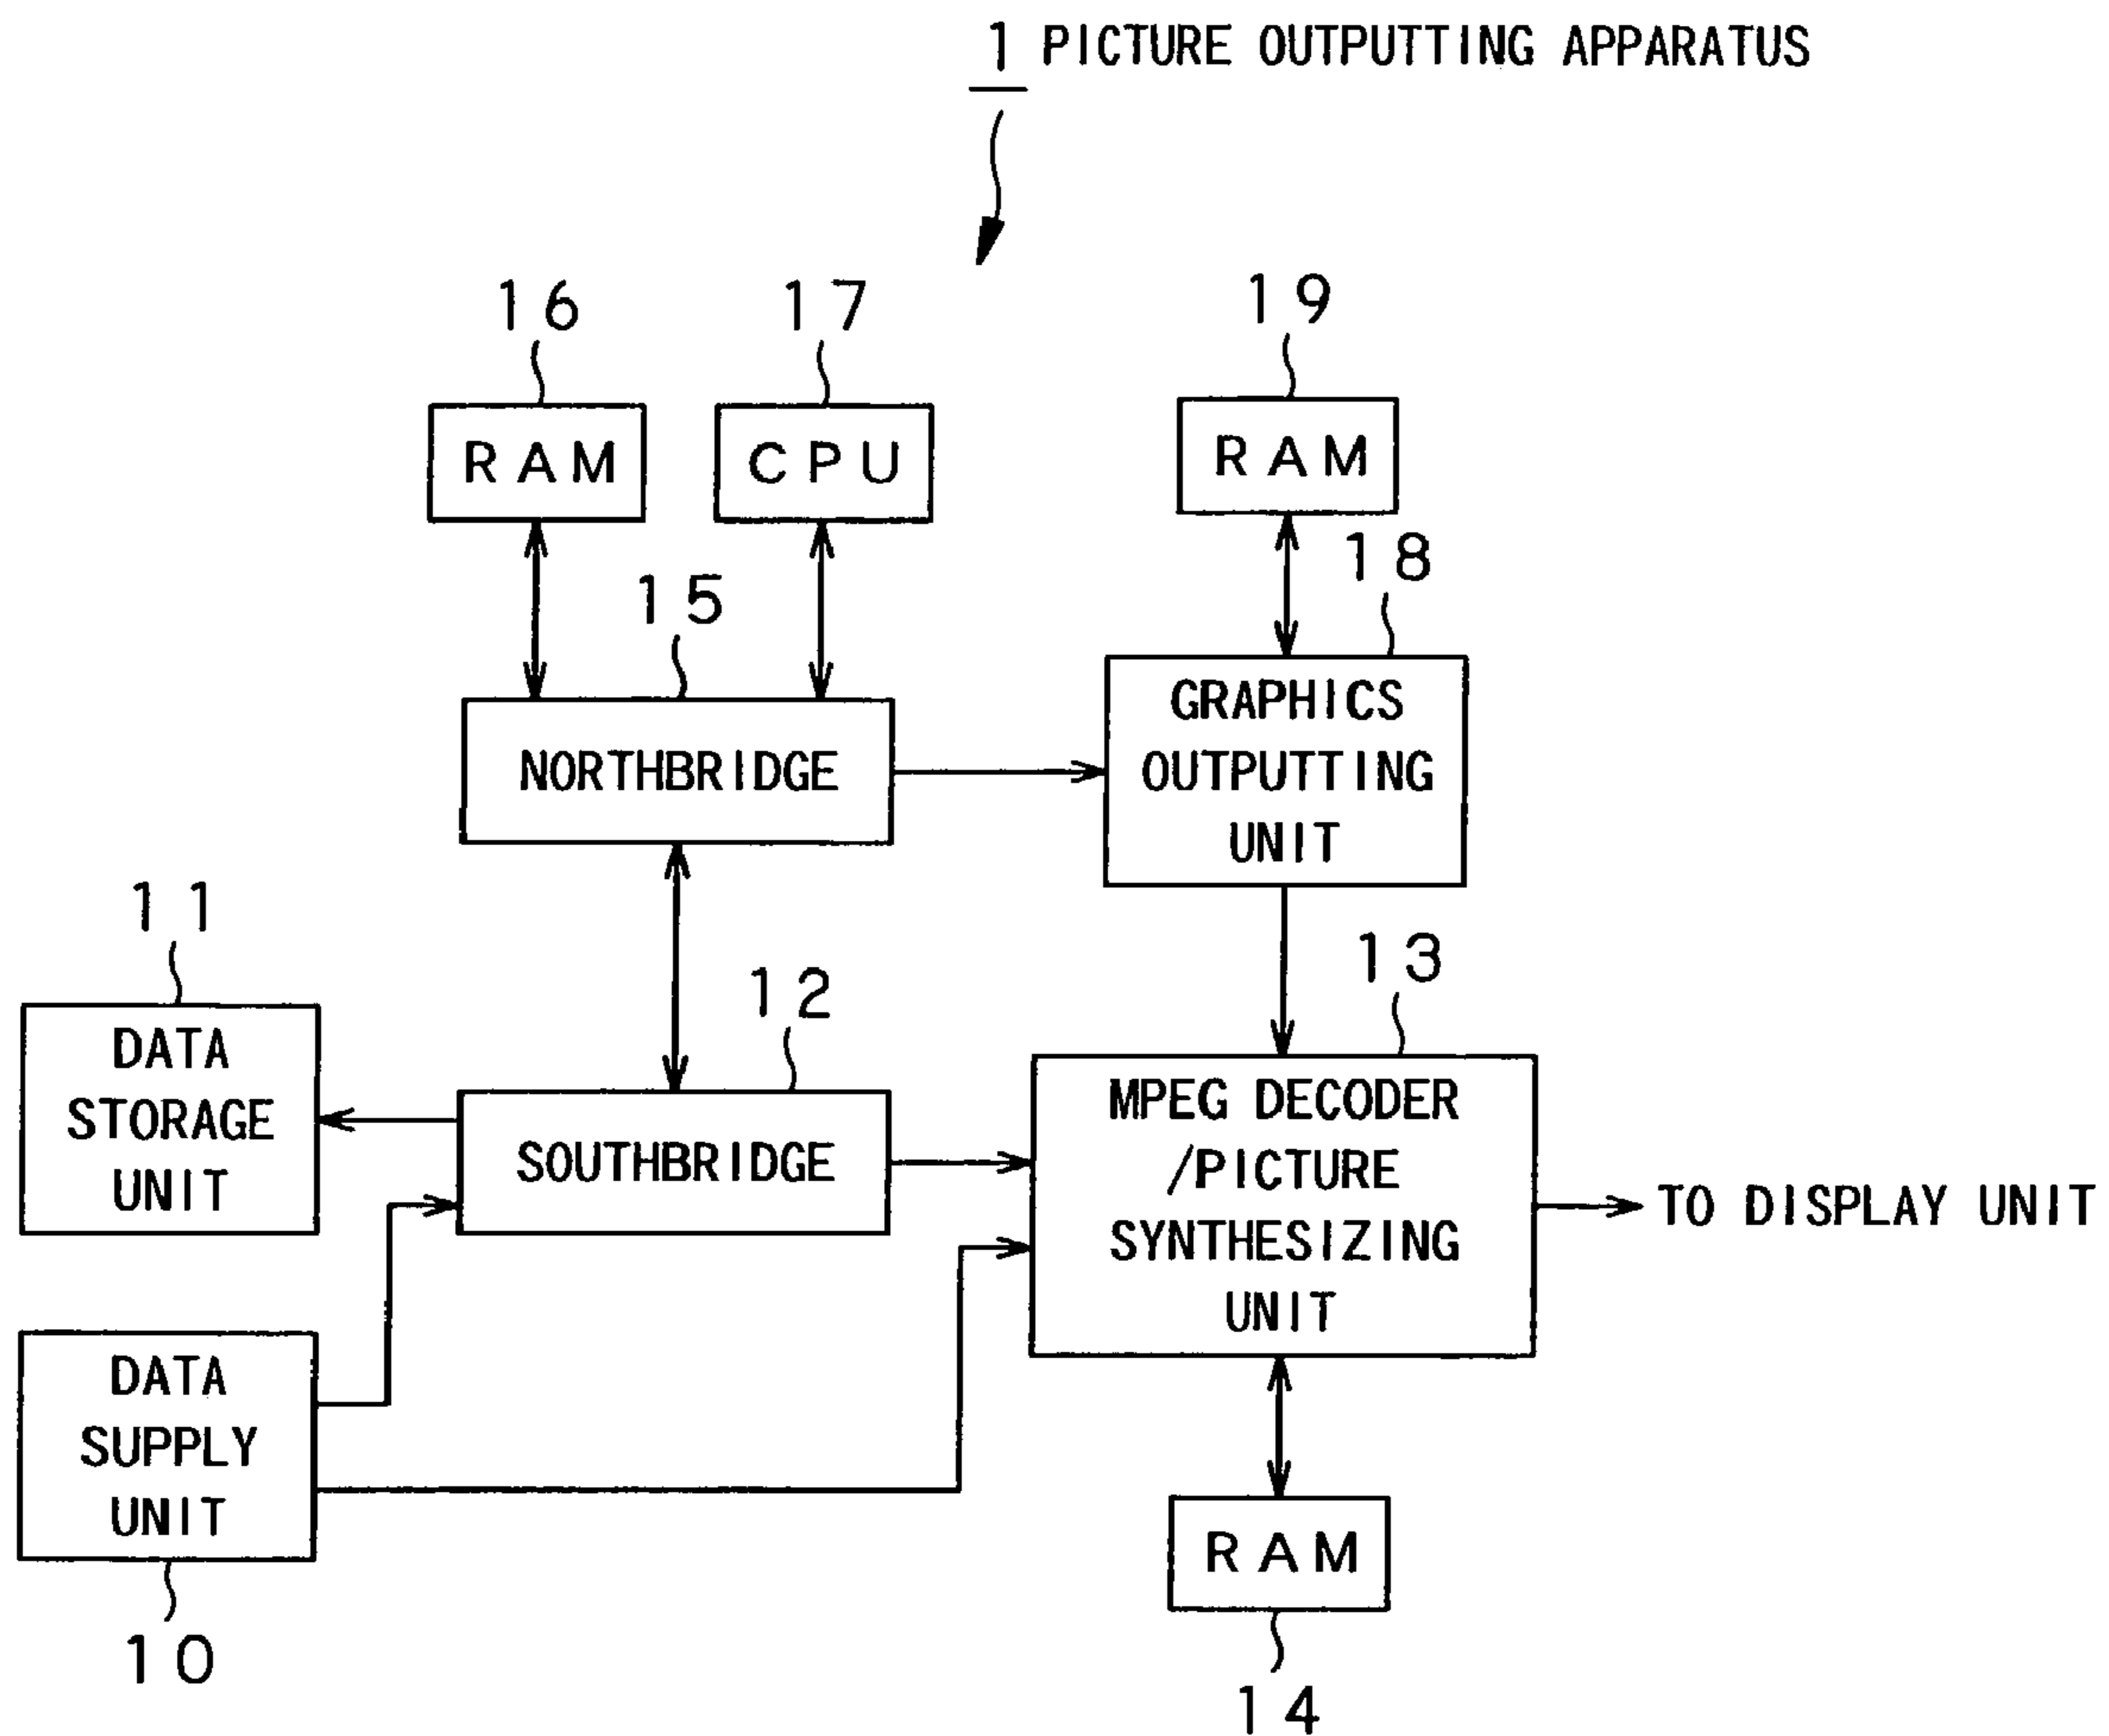 1 PICTURE OUTPUTTING APPARATUS
16
17
19
RAM
CPU
RAM
18
15
GRAPHICS
OUTPUTTING
UNIT
NORTHBRIDGE
11
12
13
DATA
STORAGE
UNIT
SOUTHBRIDGE
MPEG DECODER
/PICTURE
SYNTHESIZING
UNIT
TO DISPLAY UNIT
DATA
SUPPLY
UNIT
RAM
10
14